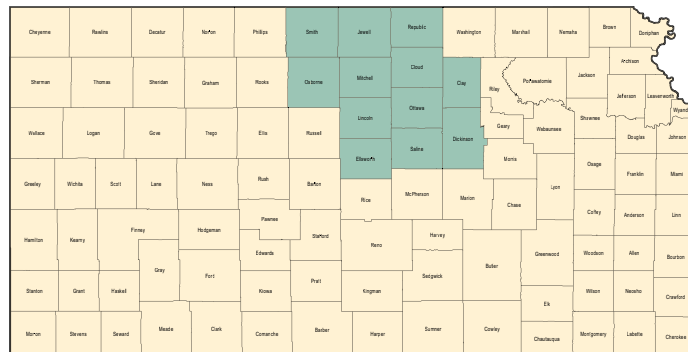 Cheyenne Rawlins Decatur Norton Phillips Smith Jewell Republic Washington Marshall Nemaha Brown Doniphan
Sherman Thomas Sheridan Graham Rooks Osborne Mitchell Cloud Clay Riley Pottawatomie Jackson Atchison
Jefferson Leavenworth Wyand
Wallace Logan Gove Trego Ellis Russell Lincoln Ottawa Dickinson Geary Wabaunsee Shawnee Douglas Johnson
Ellsworth Saline Morris Osage Franklin Miami
Greeley Wichita Scott Lane Ness Rush Barton Rice McPherson Marion Chase Lyon
Coffey Anderson Linn
Hamilton Kearny Finney Hodgeman Pawnee Stafford Reno Harvey
Gray Ford Edwards Sedgwick Butler Greenwood Woodson Allen Bourbon
Stanton Grant Haskell Kiowa Pratt Kingman Elk Wilson Neosho Crawford
Morton Stevens Seward Meade Clark Comanche Barber Harper Sumner Cowley Chautauqua Montgomery Labette Cherokee